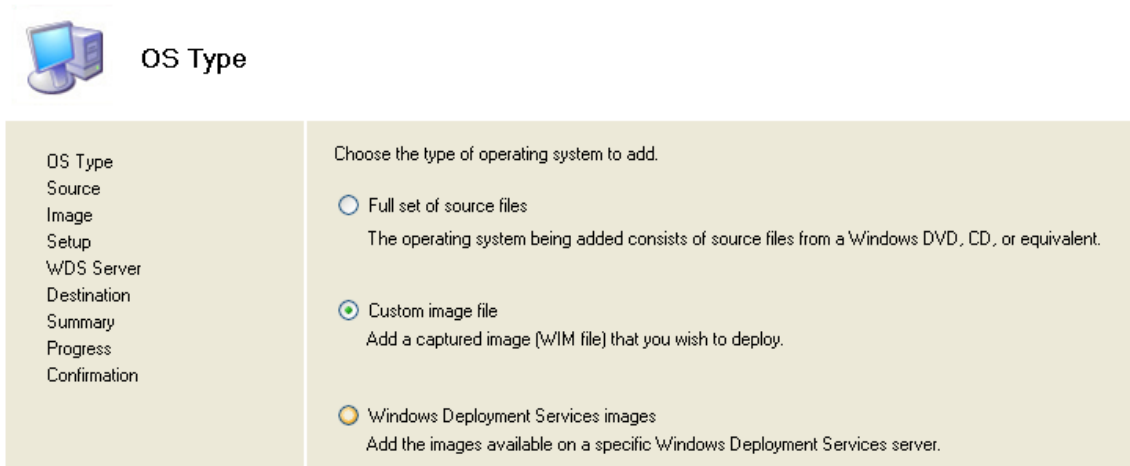 OS Type
OS Type
Source
Image
Setup
WDS Server
Destination
Summary
Progress
Confirmation
Choose the type of operating system to add.
Full set of source files
The operating system being added consists of source files from a Windows DVD, CD, or equivalent.
Custom image file
Add a captured image (WIM file) that you wish to deploy.
Windows Deployment Services images
Add the images available on a specific Windows Deployment Services server.